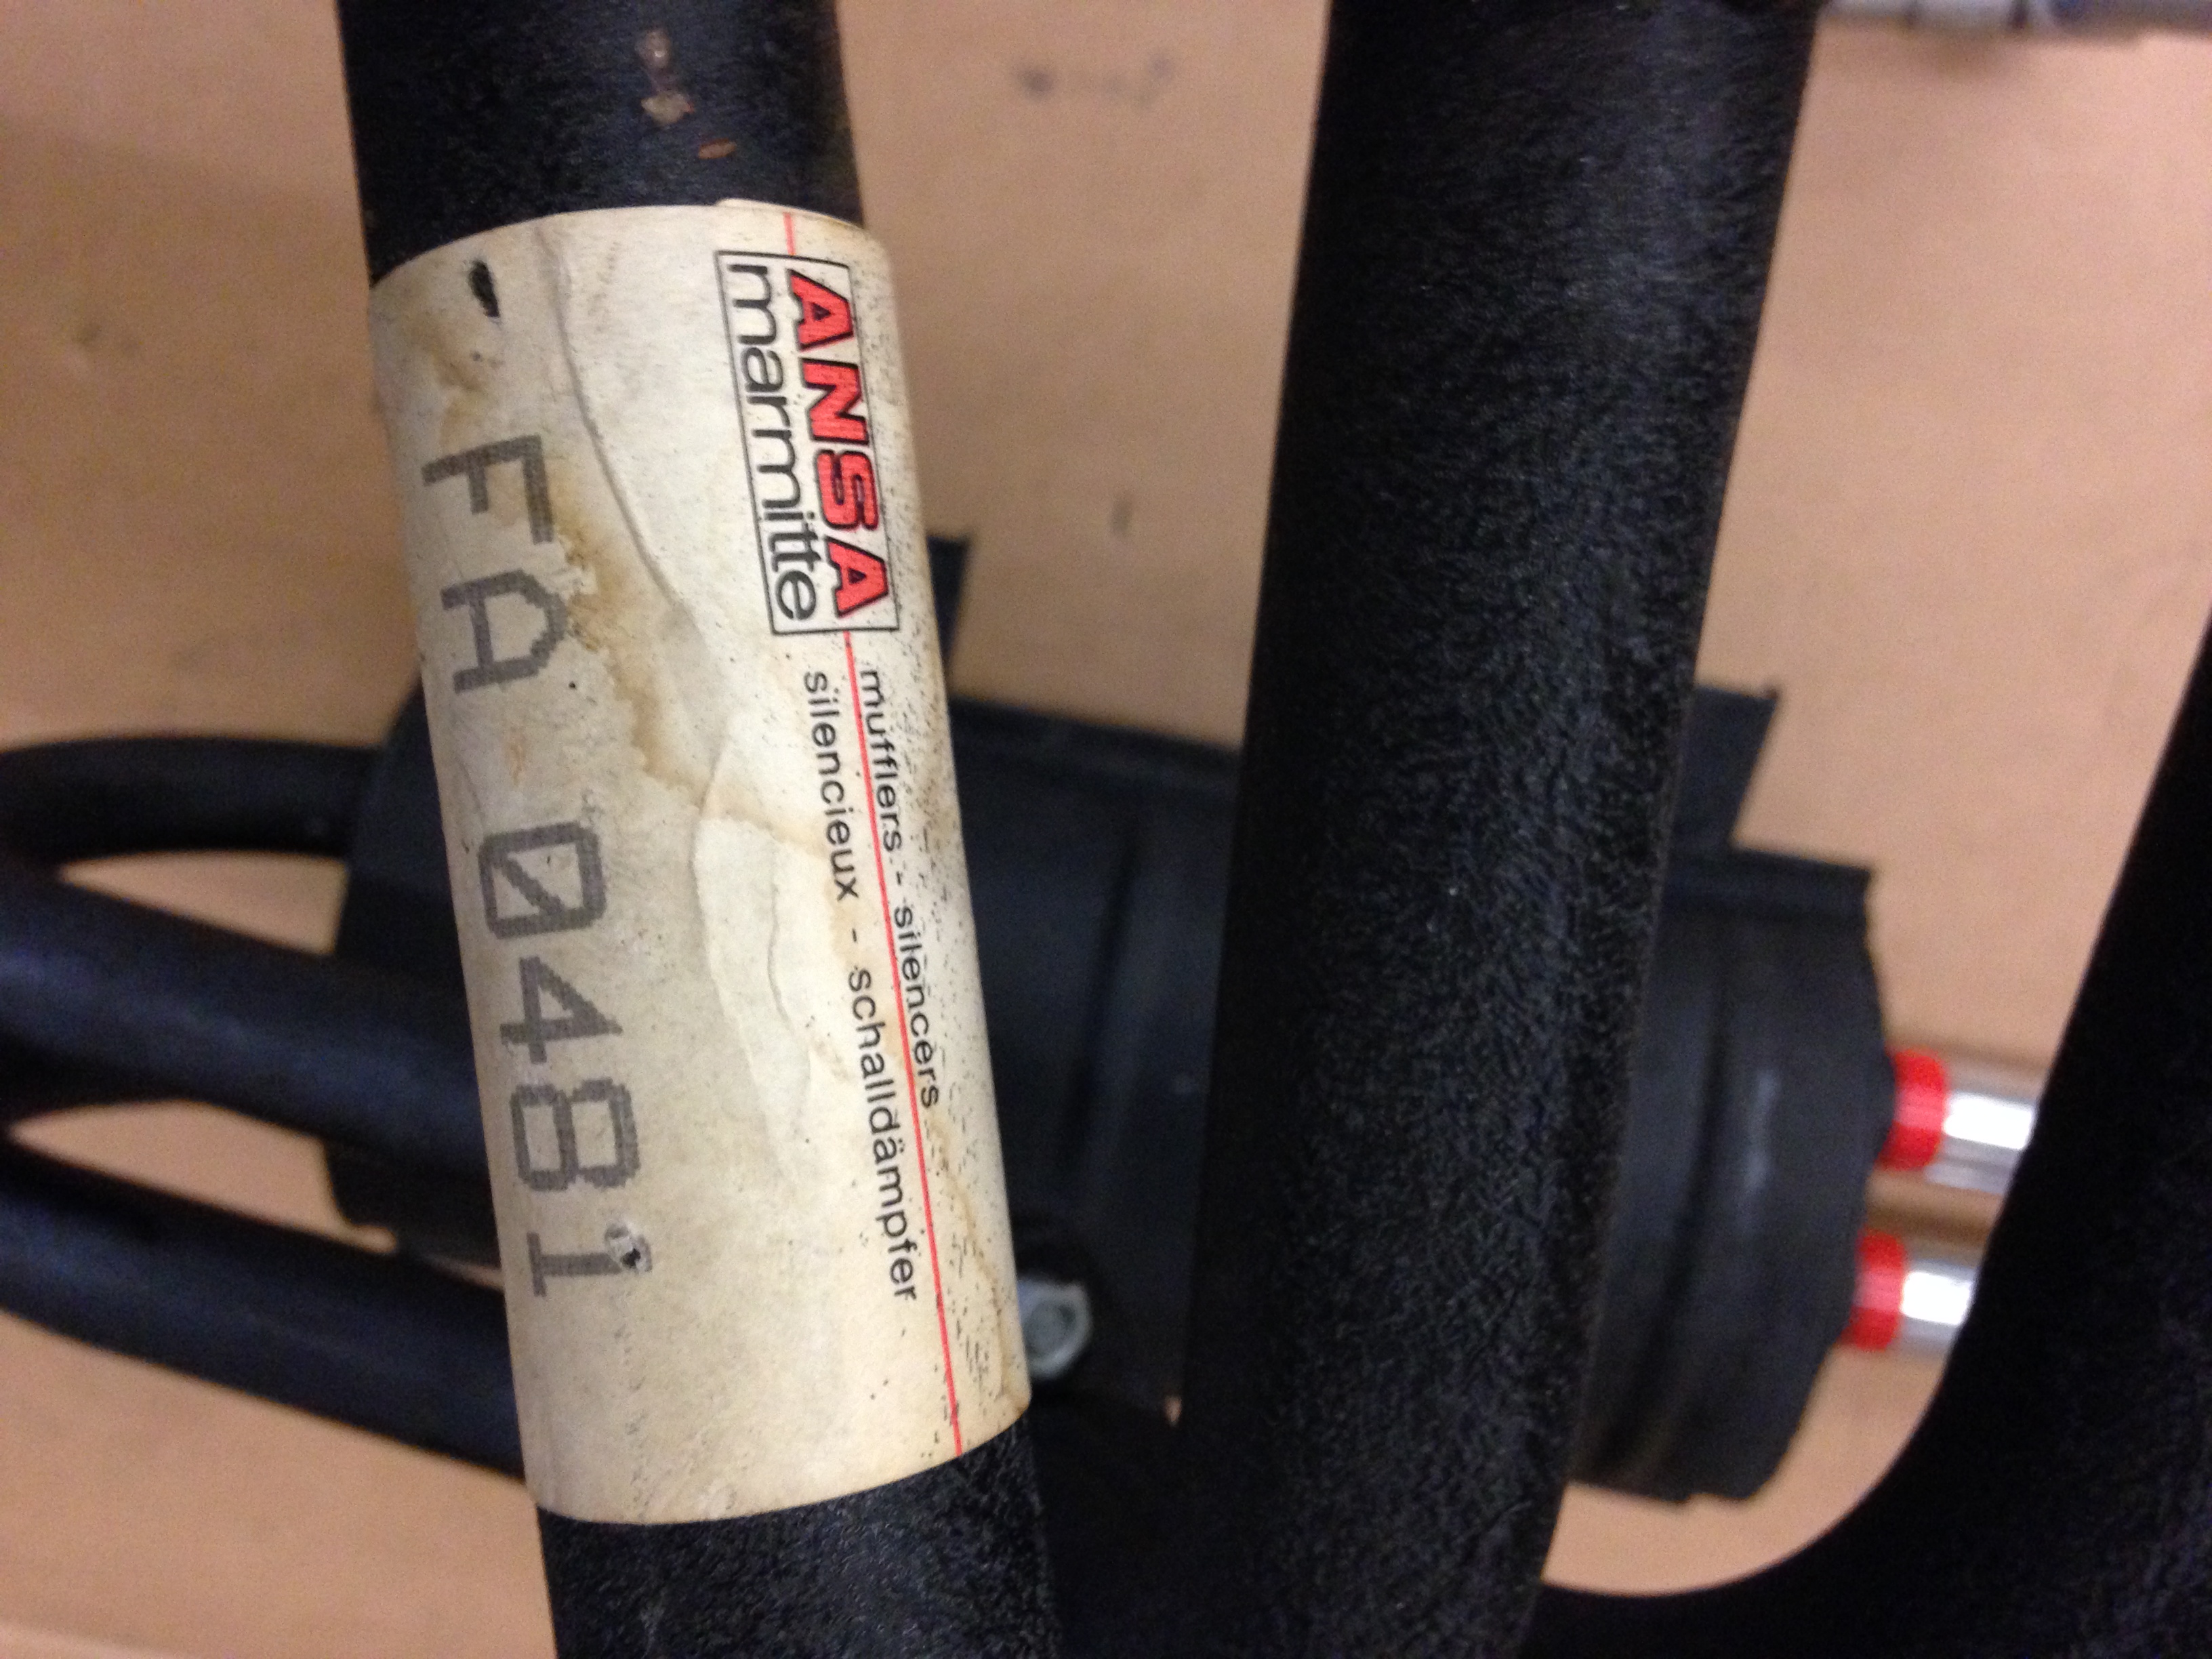 ANSA
marmitte
mufflers - silencers
silencieux - schalldämpfer
FA 0481